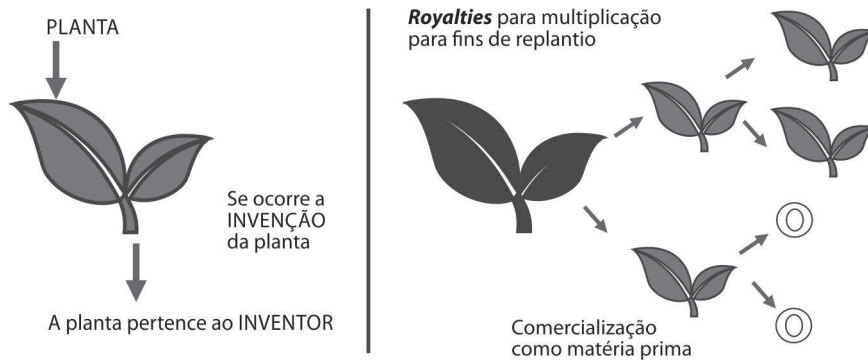 PLANTA
Se ocorre a
INVENÇÃO
da planta
A planta pertence ao INVENTOR
Royalties para multiplicação
para fins de replantio
Comercialização
como matéria prima